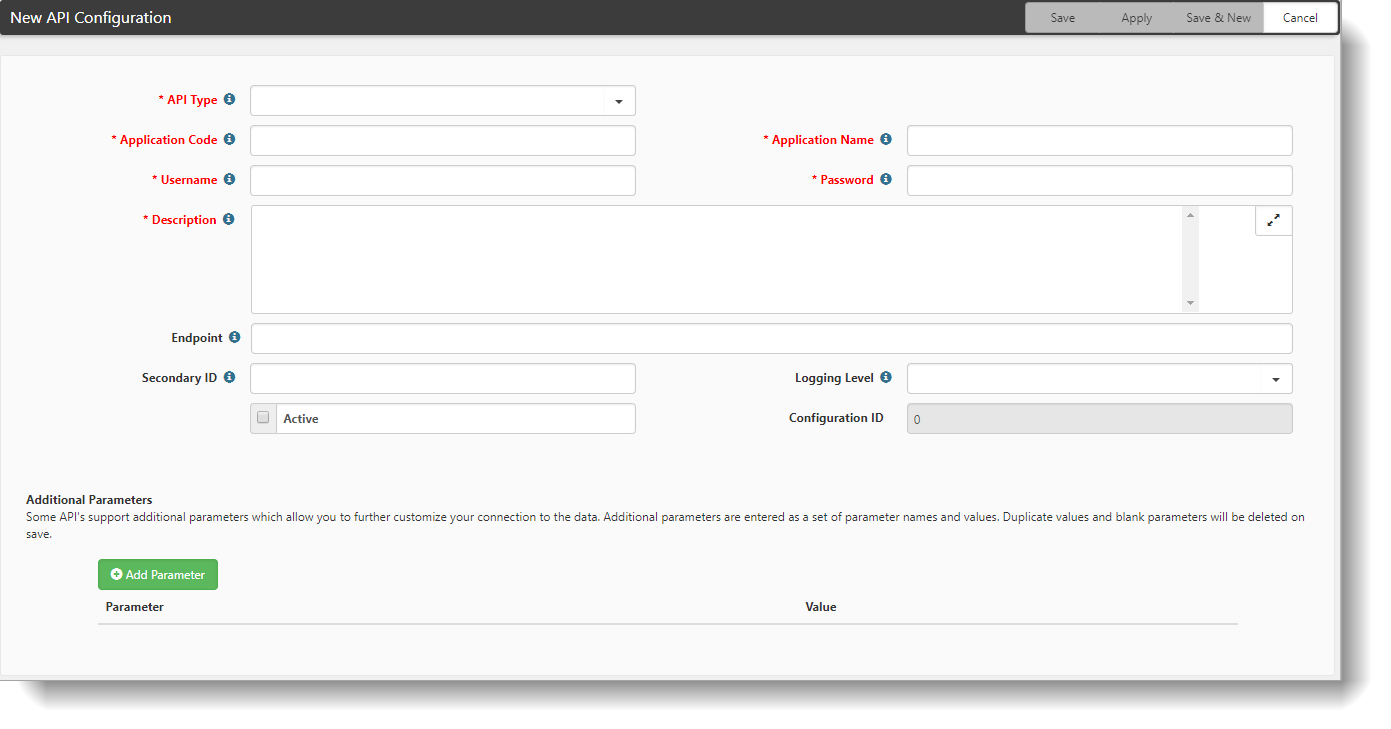 New API Configuration
Save Apply Save & New Cancel
* API Type
* Application Code * Application Name
* Username * Password
* Description
Endpoint
Secondary ID Logging Level
Active Configuration ID 0
Additional Parameters
Some API's support additional parameters which allow you to further customize your connection to the data. Additional parameters are entered as a set of parameter names and values. Duplicate values and blank parameters will be deleted on
save.
Add Parameter
Parameter Value